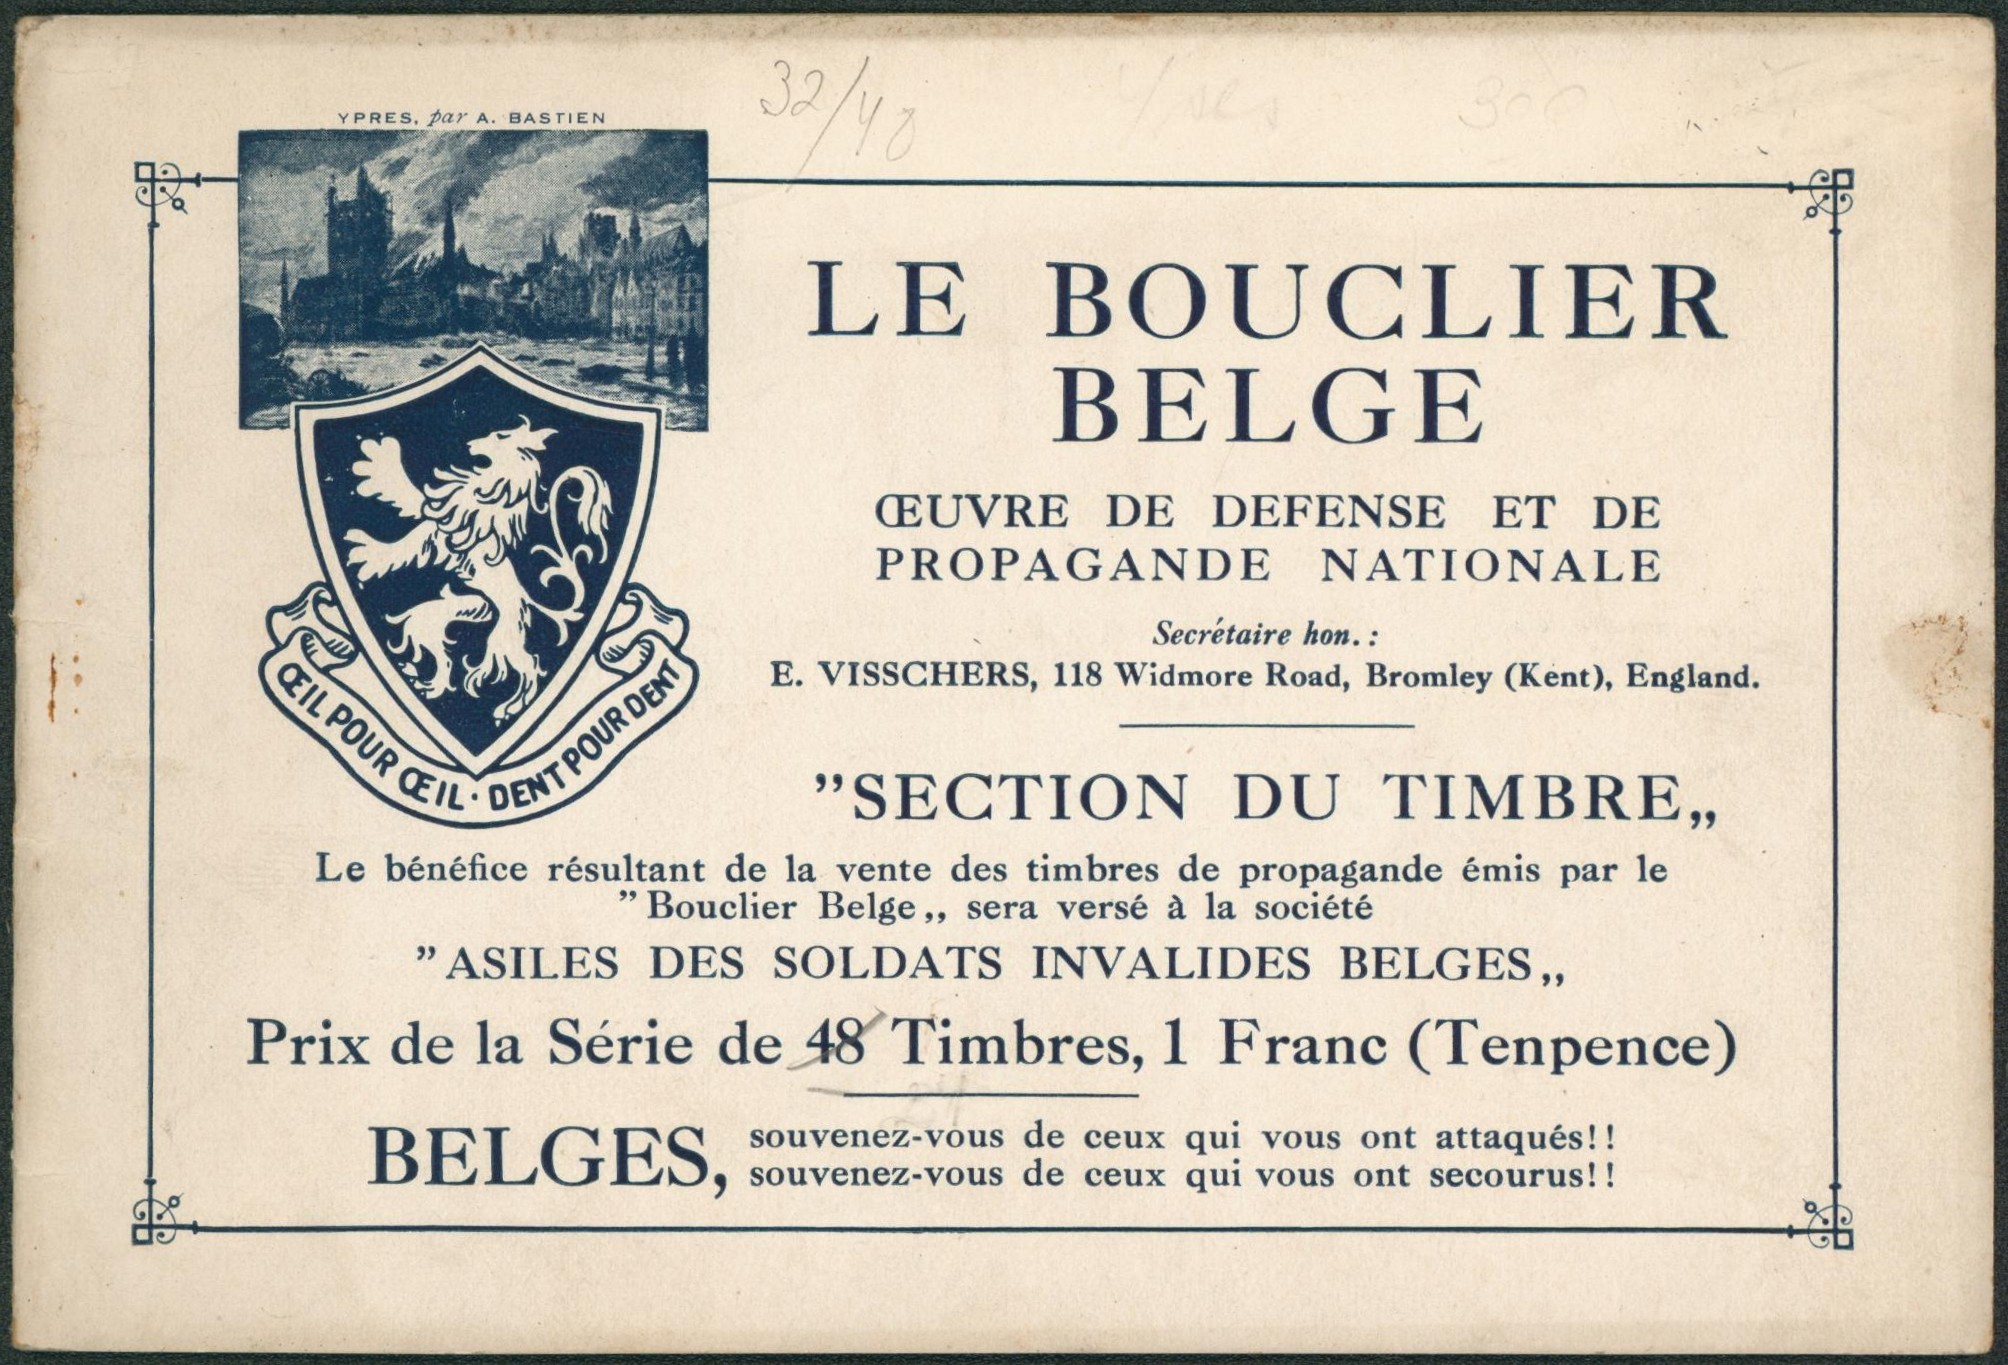 32/48
YPRES, par A. BASTIEN
LE BOUCLIER
BELGE
ŒUVRE DE DEFENSE ET DE
PROPAGANDE NATIONALE
Secrétaire hon. :
E. VISSCHERS, 118 Widmore Road, Bromley (Kent), England.
ŒIL POUR ŒIL · DENT POUR DENT
”SECTION DU TIMBRE„
Le bénéfice résultant de la vente des timbres de propagande émis par le
”Bouclier Belge„ sera versé à la société
”ASILES DES SOLDATS INVALIDES BELGES„
Prix de la Série de 48 Timbres, 1 Franc (Tenpence)
24
BELGES, souvenez-vous de ceux qui vous ont attaqués!!
souvenez-vous de ceux qui vous ont secourus!!